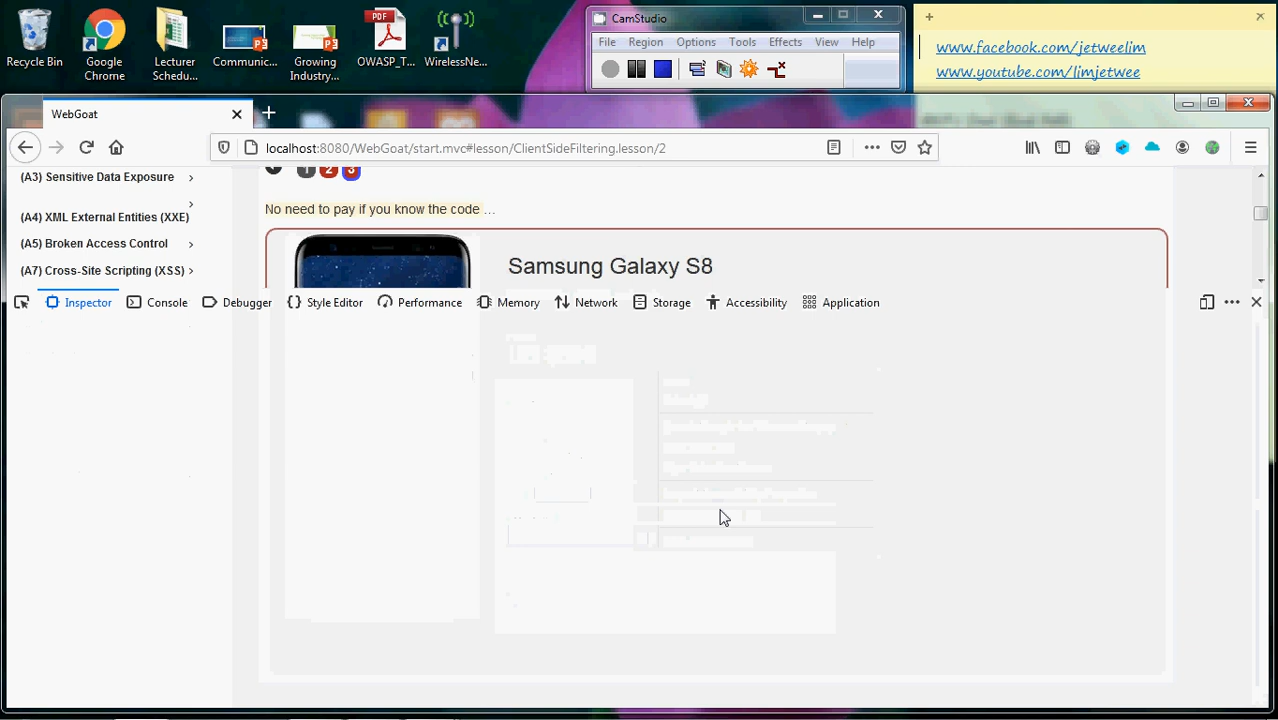 Recycle Bin
Google Chrome
Lecturer Schedu...
Communic...
Growing Industry...
OWASP_T...
WirelessNe...
CamStudio
File Region Options Tools Effects View Help
www.facebook.com/jetweelim
www.youtube.com/limjetwee
WebGoat
localhost:8080/WebGoat/start.mvc#lesson/ClientSideFiltering.lesson/2
(A3) Sensitive Data Exposure
(A4) XML External Entities (XXE)
(A5) Broken Access Control
(A7) Cross-Site Scripting (XSS)
1 2 3
No need to pay if you know the code ...
Samsung Galaxy S8
Inspector Console Debugger Style Editor Performance Memory Network Storage Accessibility Application